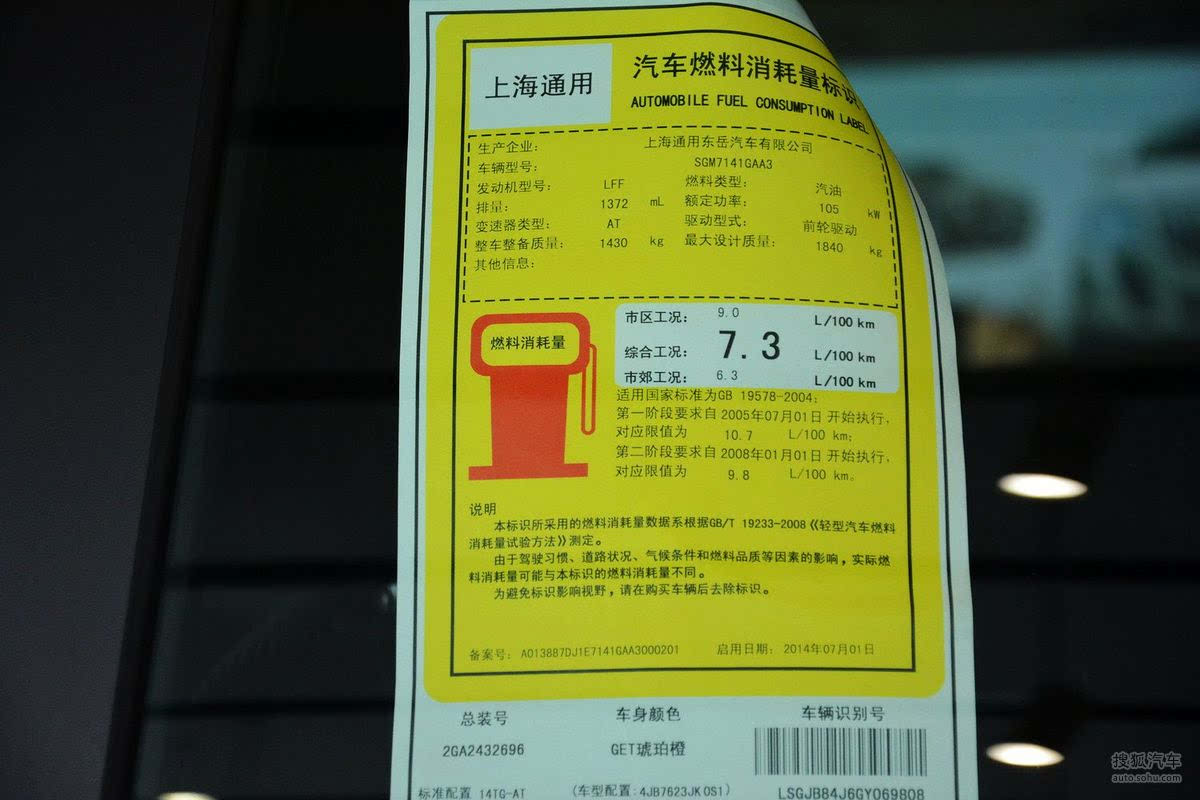 上海通用
汽车燃料消耗量标识
AUTOMOBILE FUEL CONSUMPTION LABEL
生产企业: 上海通用东岳汽车有限公司
车辆型号: SGM7141GAA3
发动机型号: LFF 燃料类型: 汽油
排量: 1372 mL 额定功率: 105 kW
变速器类型: AT 驱动型式: 前轮驱动
整车整备质量: 1430 kg 最大设计质量: 1840 kg
其他信息:
燃料消耗量
市区工况: 9.0 L/100 km
综合工况: 7.3 L/100 km
市郊工况: 6.3 L/100 km
适用国家标准为GB 19578-2004;
第一阶段要求自 2005年07月01日 开始执行,
对应限值为 10.7 L/100 km;
第二阶段要求自 2008年01月01日 开始执行,
对应限值为 9.8 L/100 km。
说明
本标识所采用的燃料消耗量数据系根据GB/T 19233-2008《轻型汽车燃料
消耗量试验方法》测定。
由于驾驶习惯、道路状况、气候条件和燃料品质等因素的影响,实际燃
料消耗量可能与本标识的燃料消耗量不同。
为避免标识影响视野,请在购买车辆后去除标识。
备案号: A013887DJ1E7141GAA3000201 启用日期: 2014年07月01日
总装号 车身颜色 车辆识别号
2GA2432696 GET琥珀橙
标准配置 14TG-AT (车型配置:4JB7623JK0S1) LSGJB84J6GY069808
搜狐汽车
auto.sohu.com